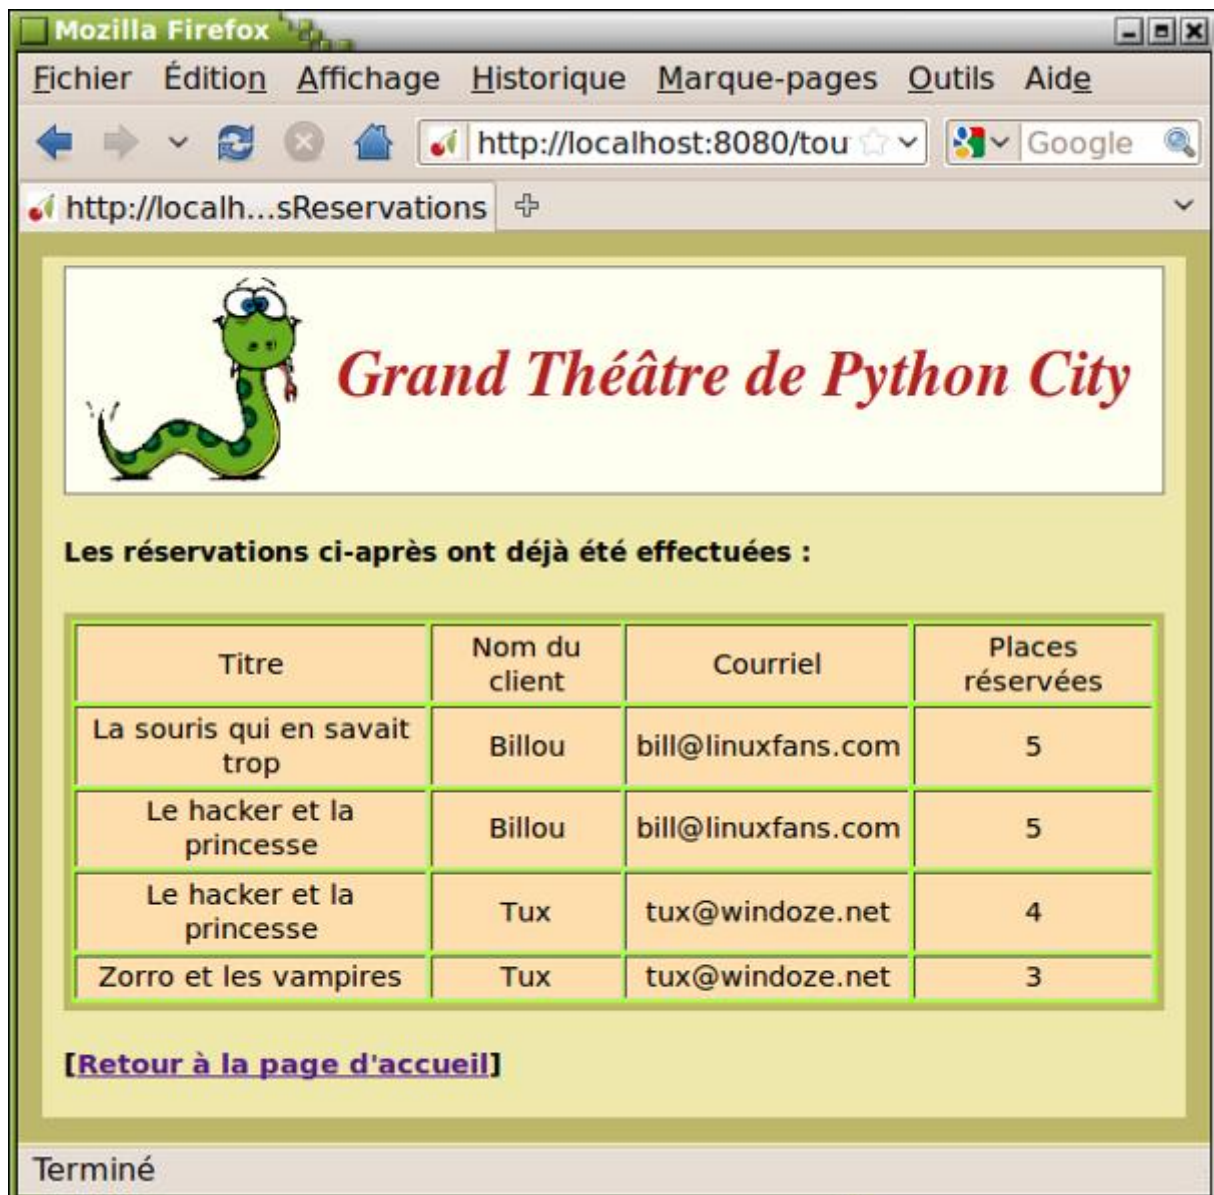 Mozilla Firefox
Fichier Édition Affichage Historique Marque-pages Outils Aide
http://localhost:8080/tou
Google
http://localh...sReservations
Grand Théâtre de Python City
Les réservations ci-après ont déjà été effectuées :
Titre
Nom du
client
Courriel
Places
réservées
La souris qui en savait
trop
Billou
bill@linuxfans.com
5
Le hacker et la
princesse
Billou
bill@linuxfans.com
5
Le hacker et la
princesse
Tux
tux@windoze.net
4
Zorro et les vampires
Tux
tux@windoze.net
3
[Retour à la page d'accueil]
Terminé